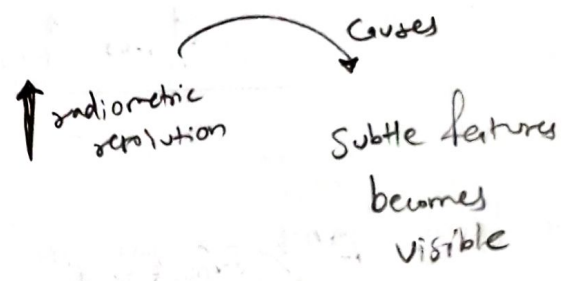 Causes
↑ radiometric
resolution
Subtle features
becomes
visible